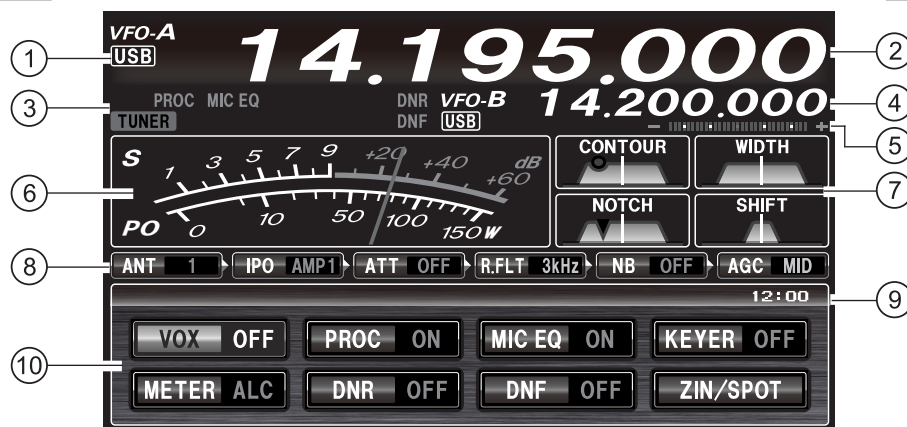 VFO-A
USB
14.195.000
PROC MIC EQ
TUNER
DNR
DNF
VFO-B
USB
14.200.000
− +
S
1 3 5 7 9 +20 +40 +60 dB
PO 0 10 50 100 150 W
CONTOUR
WIDTH
NOTCH
SHIFT
ANT 1
IPO AMP1
ATT OFF
R.FLT 3kHz
NB OFF
AGC MID
12:00
VOX OFF
PROC ON
MIC EQ ON
KEYER OFF
METER ALC
DNR OFF
DNF OFF
ZIN/SPOT
1
2
3
4
5
6
7
8
9
10